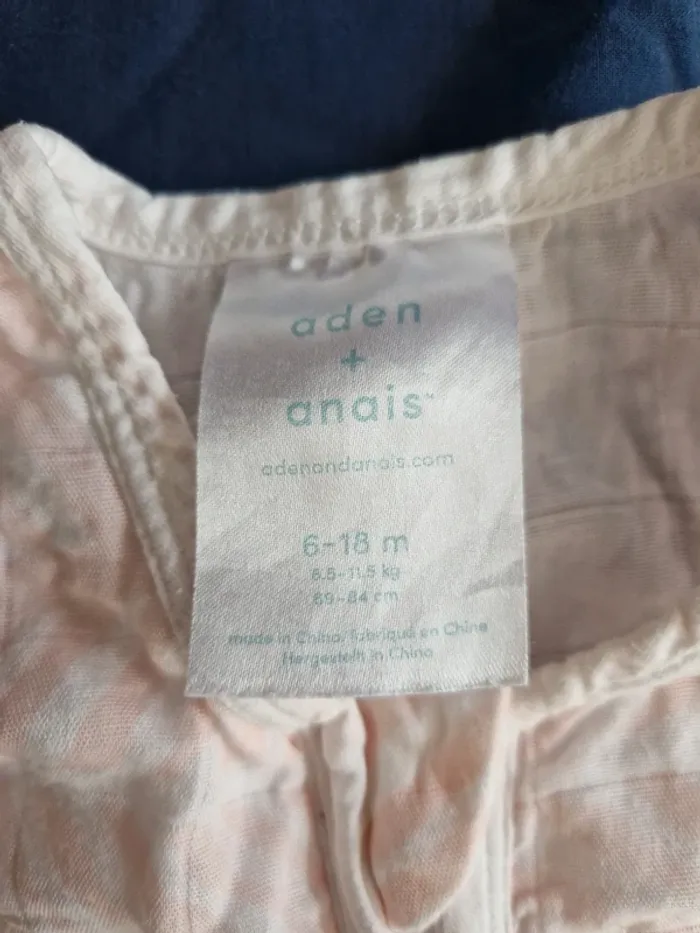 aden
+
anais™
adenandanais.com
6-18 m
8.5-11.5 kg
69-84 cm
made in China. fabriqué en Chine
Hergestellt in China